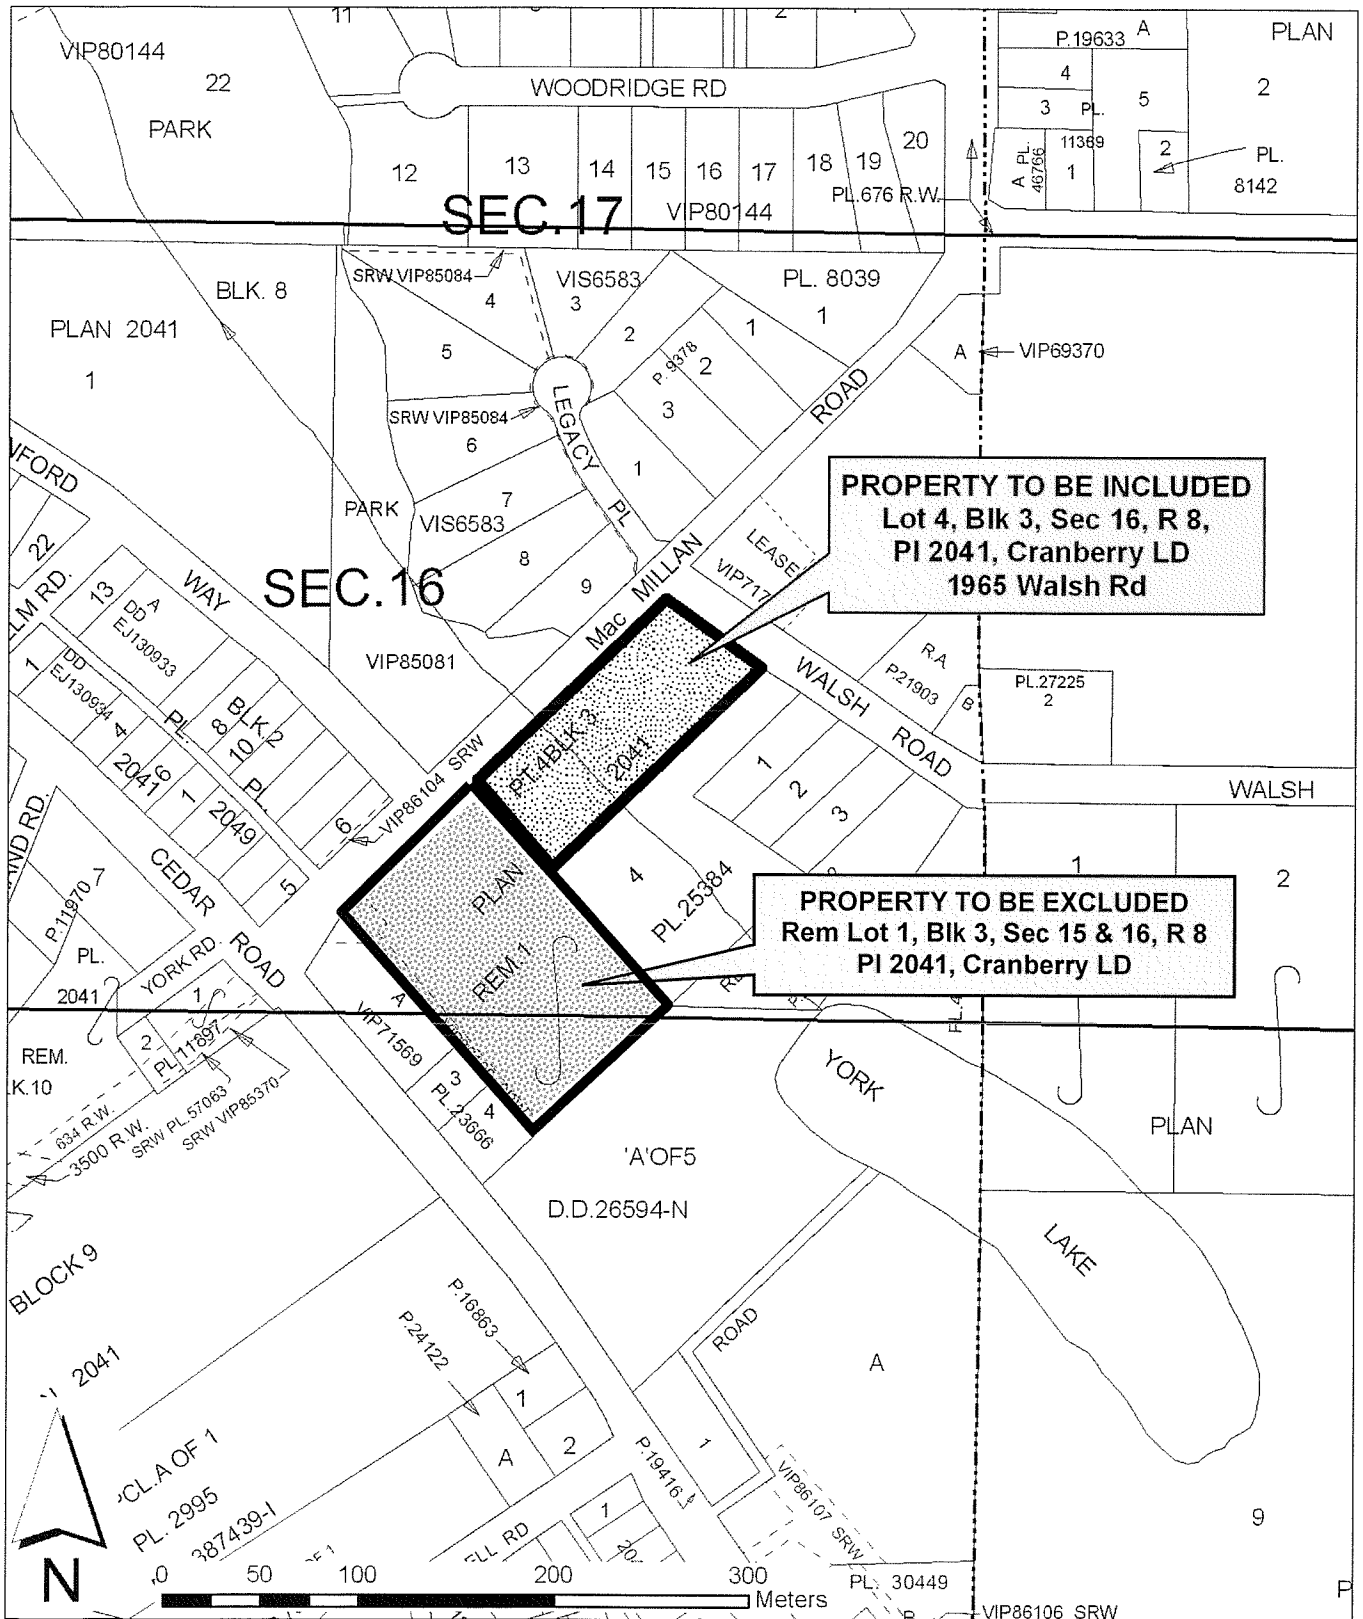 11
2
VIP80144
22
PARK
WOODRIDGE RD
12
13
14
15
16
17
18
19
20
VIP80144
SEC.17
PL.676 R.W.
P.19633
A
4
3
PL.
11369
5
A PL.
46766
1
2
PL.
8142
PLAN
2
BLK. 8
PLAN 2041
1
SRW VIP85084
4
VIS6583
3
2
PL. 8039
1
1
5
P. 9378
2
3
A
VIP69370
SRW VIP85084
LEGACY PL
6
1
ROAD
PARK
VIS6583
7
8
9
PROPERTY TO BE INCLUDED
Lot 4, Blk 3, Sec 16, R 8,
Pl 2041, Cranberry LD
1965 Walsh Rd
SEC.16
WAY
22
13
A
DD
EJ130933
1
DD
EJ130934
VIP85081
Mac MILLAN
LEASE
R.A
P21903
B
PL.27225
2
WALSH ROAD
WALSH
4
2041
6
1
PL.
2049
8
10
BLK.2
PL.
6
5
VIP86104 SRW
PT.4BLK.3
2041
1
2
3
4
PL.25384
1
2
CEDAR
ROAD
P.11970
7
PL.
2041
YORK RD.
1
2
PL.11897
PLAN
REM.1
PROPERTY TO BE EXCLUDED
Rem Lot 1, Blk 3, Sec 15 & 16, R 8
Pl 2041, Cranberry LD
A
VIP71569
3
4
PL.23666
REM.
634 R.W.
3500 R.W.
SRW PL.57063
SRW VIP85370
YORK
LAKE
PLAN
'A'OF5
D.D.26594-N
BLOCK 9
2041
P.16863
P.24122
1
2
A
ROAD
A
1
P.19416
VIP86107 SRW
9
PL. 2995
387439-I
1
N
0
50
100
200
300
Meters
PL. 30449
VIP86106 SRW